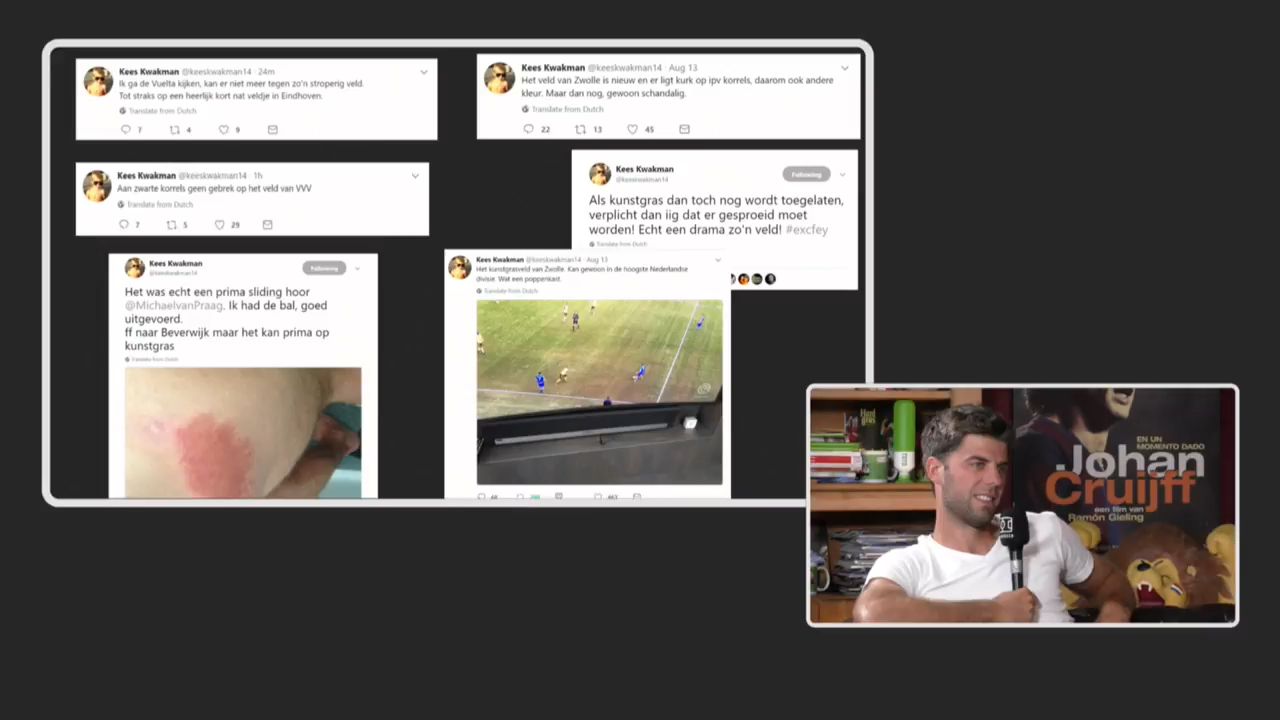 Kees Kwakman @keeskwakman14 · 24m
Ik ga de Vuelta kijken, kan er niet meer tegen zo'n stroperig veld.
Tot straks op een heerlijk kort nat veldje in Eindhoven.
Translate from Dutch
7 4 9
Kees Kwakman @keeskwakman14 · Aug 13
Het veld van Zwolle is nieuw en er ligt kurk op ipv korrels, daarom ook andere
kleur. Maar dan nog, gewoon schandalig.
Translate from Dutch
22 13 45
Kees Kwakman @keeskwakman14 · 1h
Aan zwarte korrels geen gebrek op het veld van VVV
Translate from Dutch
7 5 29
Kees Kwakman
@keeskwakman14
Following
Als kunstgras dan toch nog wordt toegelaten,
verplicht dan iig dat er gesproeid moet
worden! Echt een drama zo'n veld! #excfey
Translate from Dutch
Kees Kwakman
@keeskwakman14
Following
Het was echt een prima sliding hoor
@MichaelvanPraag. Ik had de bal, goed
uitgevoerd.
ff naar Beverwijk maar het kan prima op
kunstgras
Translate from Dutch
Kees Kwakman @keeskwakman14 · Aug 13
Het kunstgrasveld van Zwolle. Kan gewoon in de hoogste Nederlandse
divisie. Wat een poppenkast.
Translate from Dutch
EN UN
MOMENTO DADO
Johan
Cruijff
een film van
Ramón Gieling